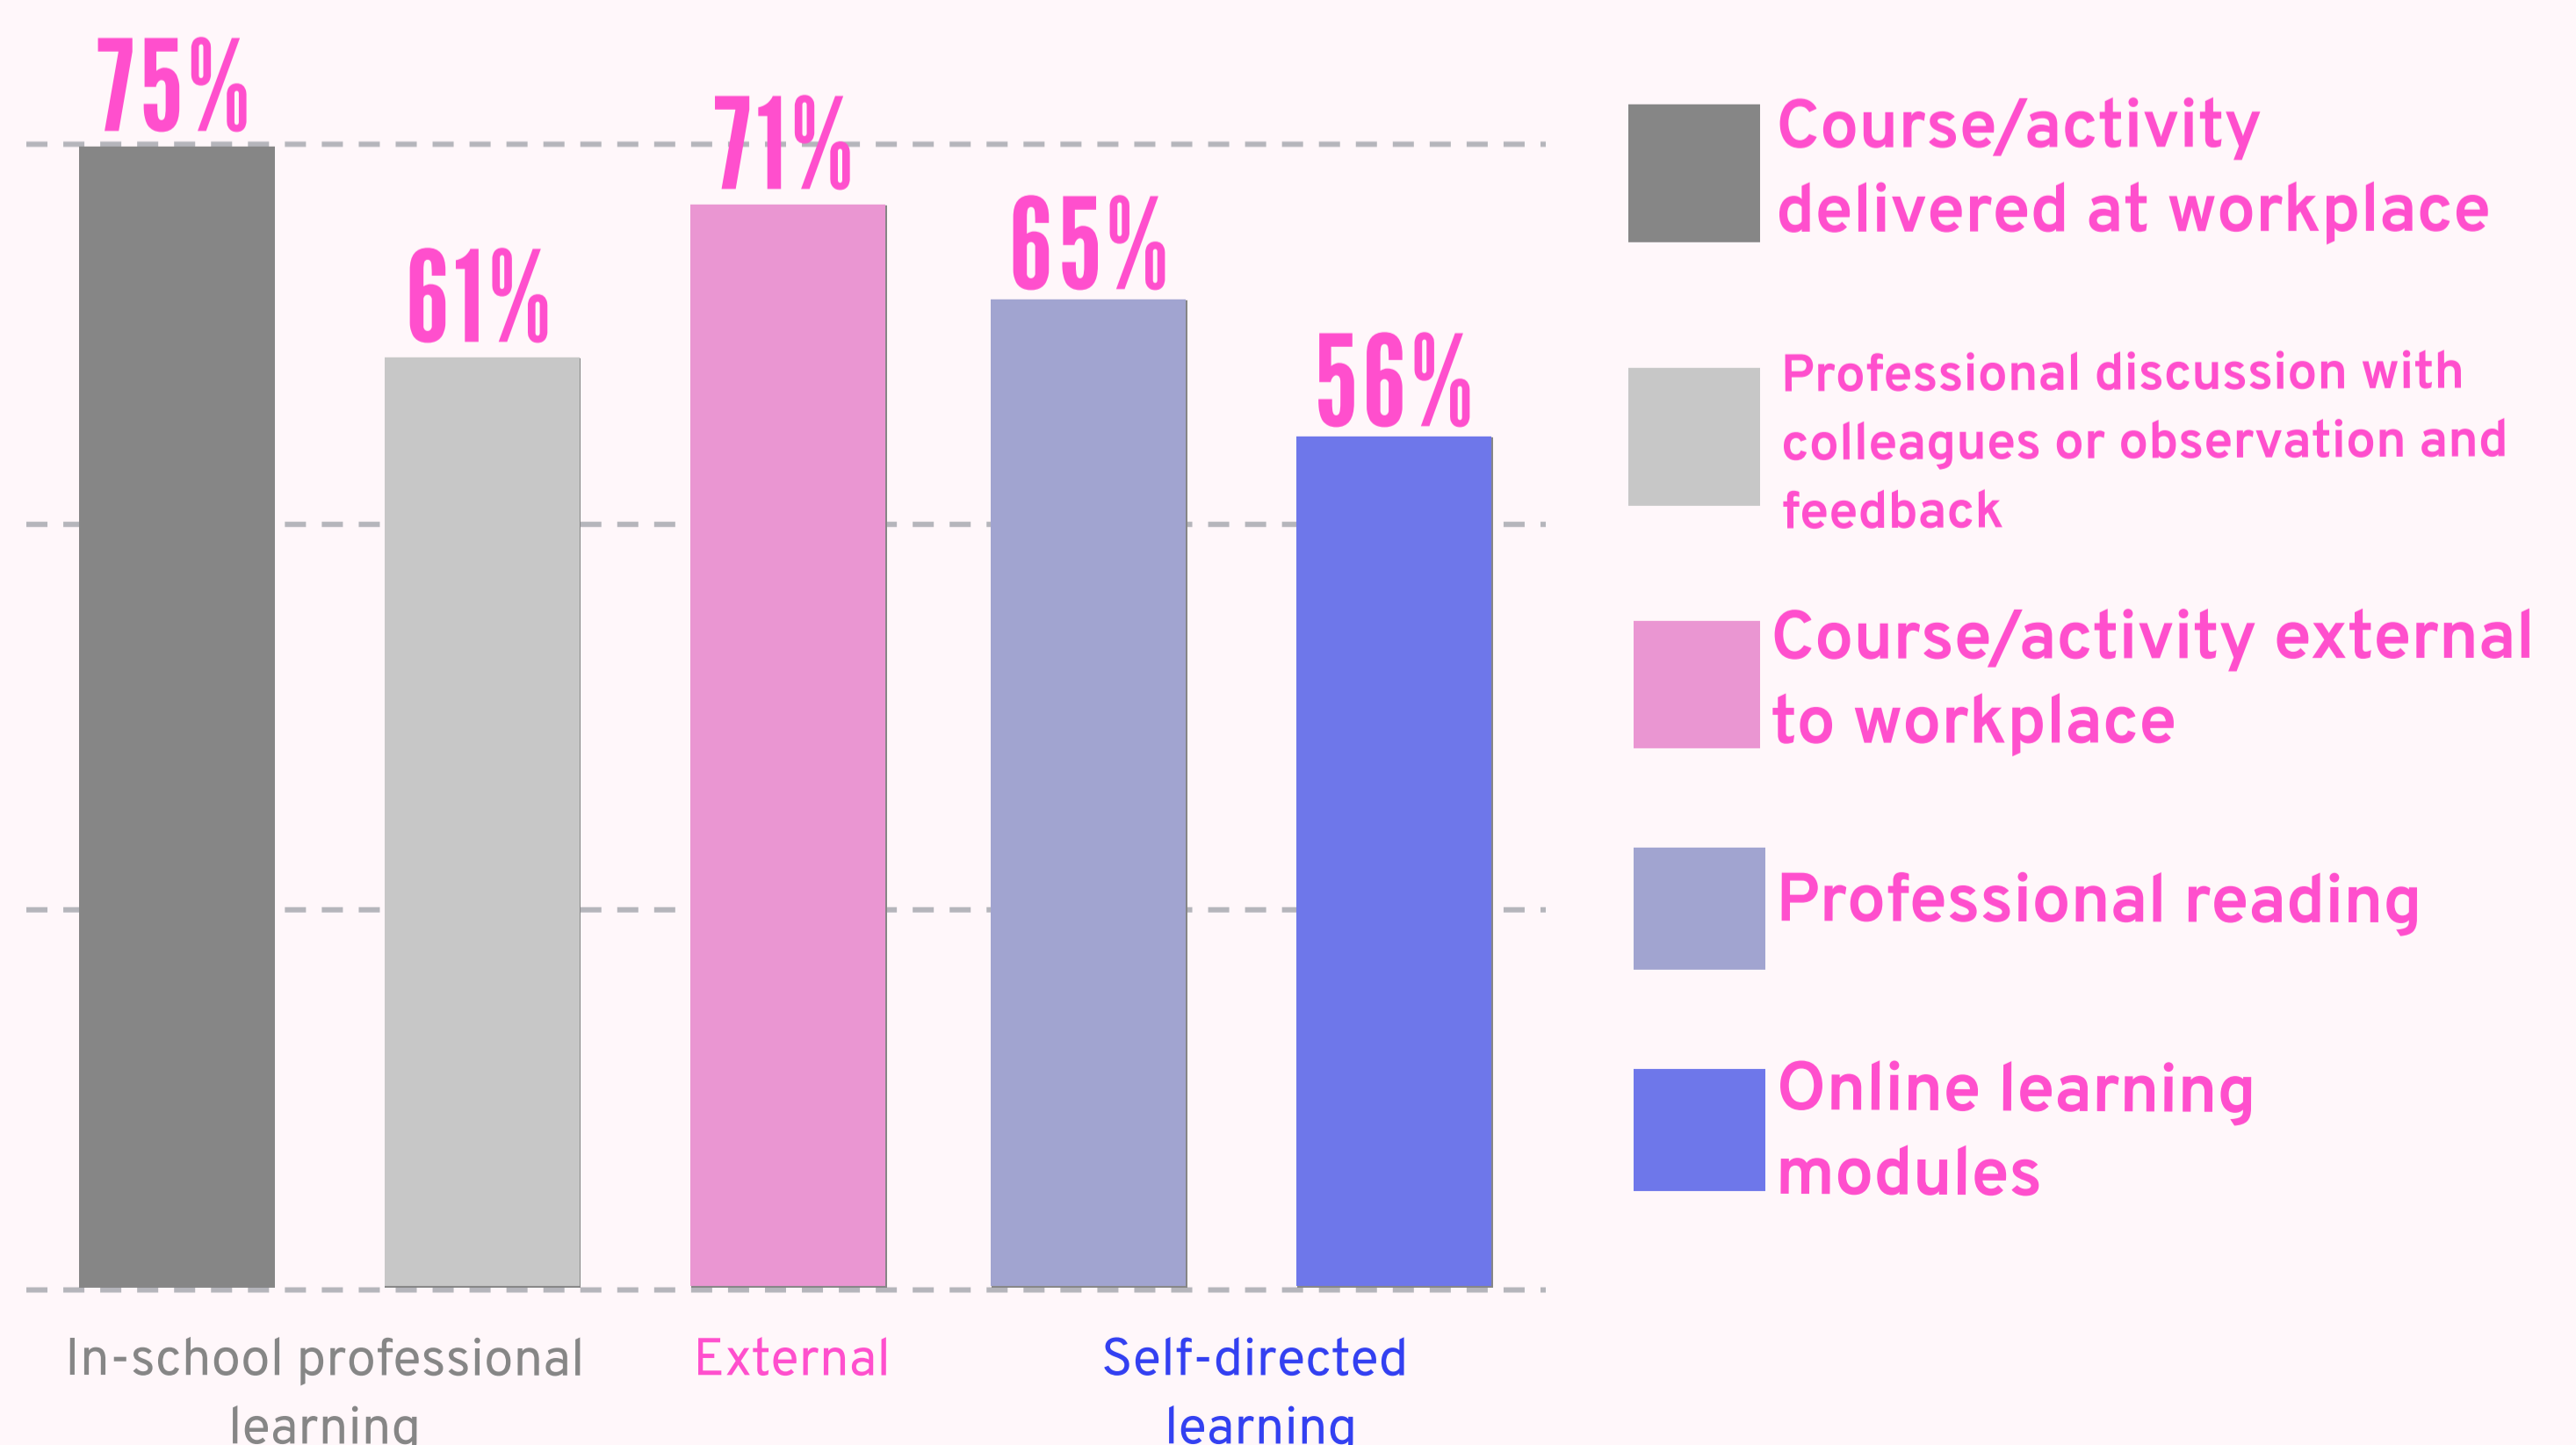 75%
61%
71%
65%
56%
In-school professional
learning
External
Self-directed
learning
Course/activity
delivered at workplace
Professional discussion with
colleagues or observation and
feedback
Course/activity external
to workplace
Professional reading
Online learning
modules